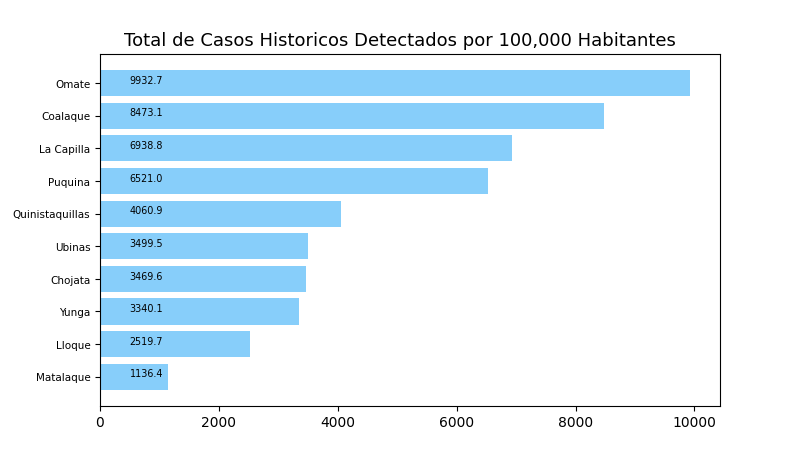 Total de Casos Historicos Detectados por 100,000 Habitantes
Omate 9932.7
Coalaque 8473.1
La Capilla 6938.8
Puquina 6521.0
Quinistaquillas 4060.9
Ubinas 3499.5
Chojata 3469.6
Yunga 3340.1
Lloque 2519.7
Matalaque 1136.4
0 2000 4000 6000 8000 10000